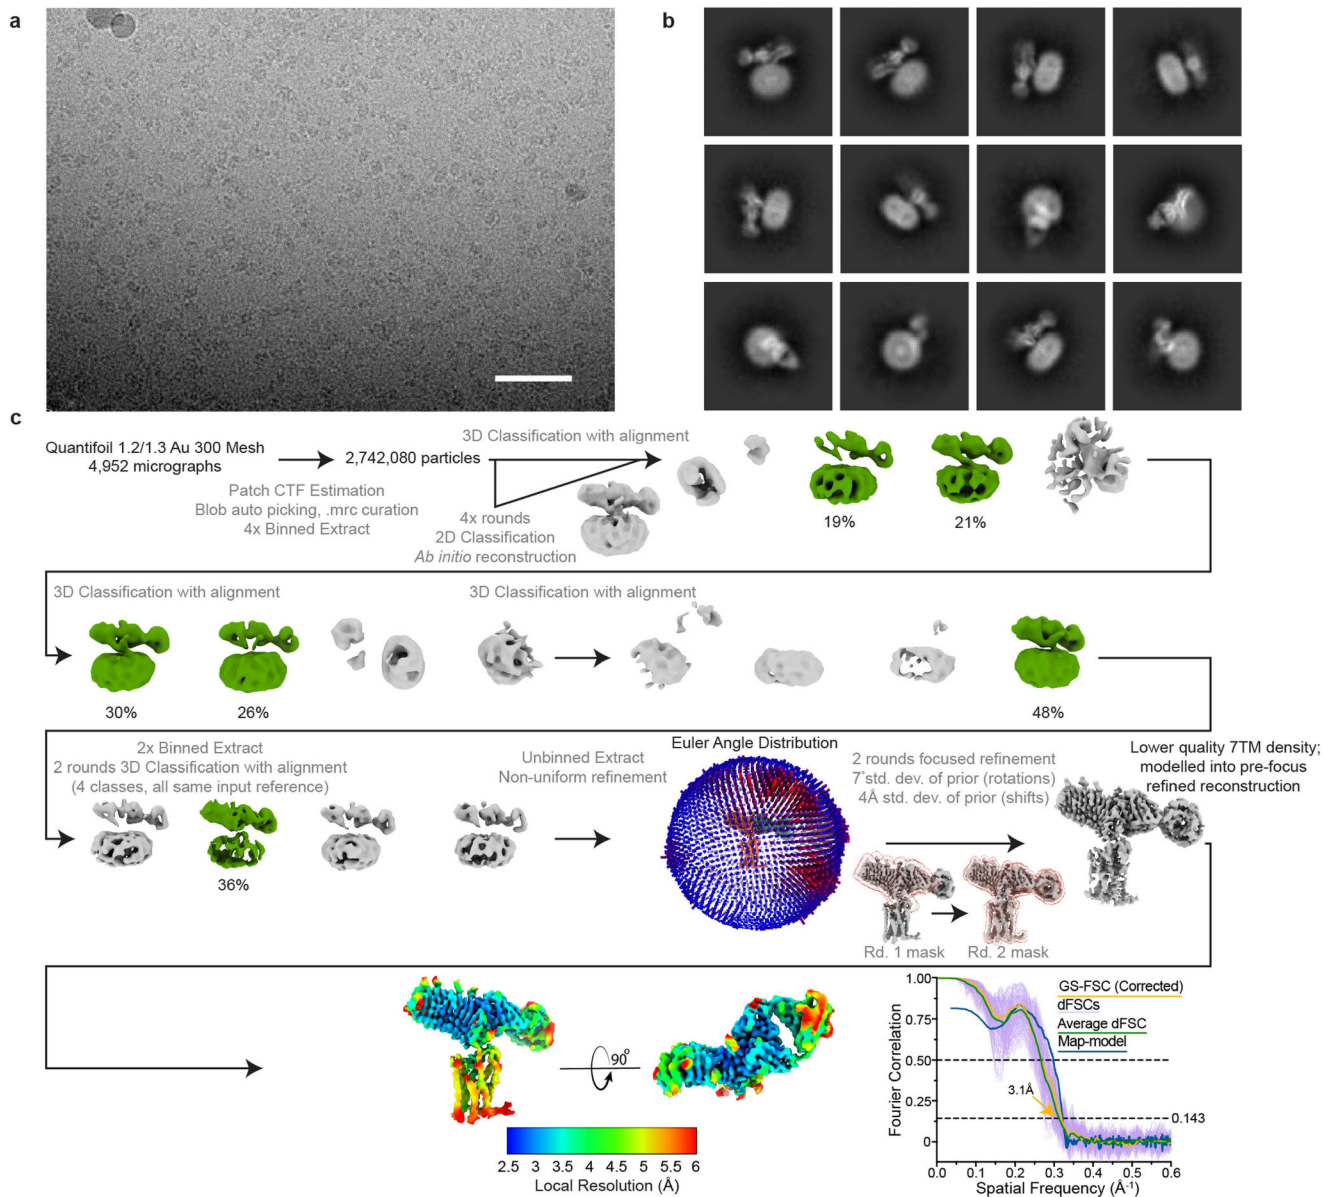 a
b
c
Quantifoil 1.2/1.3 Au 300 Mesh
4,952 micrographs
Patch CTF Estimation
Blob auto picking, .mrc curation
4x Binned Extract
2,742,080 particles
3D Classification with alignment
4x rounds
2D Classification
Ab initio reconstruction
19%
21%
3D Classification with alignment
30%
26%
3D Classification with alignment
48%
2x Binned Extract
2 rounds 3D Classification with alignment
(4 classes, all same input reference)
36%
Unbinned Extract
Non-uniform refinement
Euler Angle Distribution
2 rounds focused refinement
7°std. dev. of prior (rotations)
4Å std. dev. of prior (shifts)
Rd. 1 mask
Rd. 2 mask
Lower quality 7TM density;
modelled into pre-focus
refined reconstruction
90°
2.5 3 3.5 4 4.5 5 5.5 6
Local Resolution (Å)
Fourier Correlation
1.00
0.75
0.50
0.25
0
GS-FSC (Corrected)
dFSCs
Average dFSC
Map-model
3.1Å
0.143
0.0 0.1 0.2 0.3 0.4 0.5 0.6
Spatial Frequency (Å⁻¹)